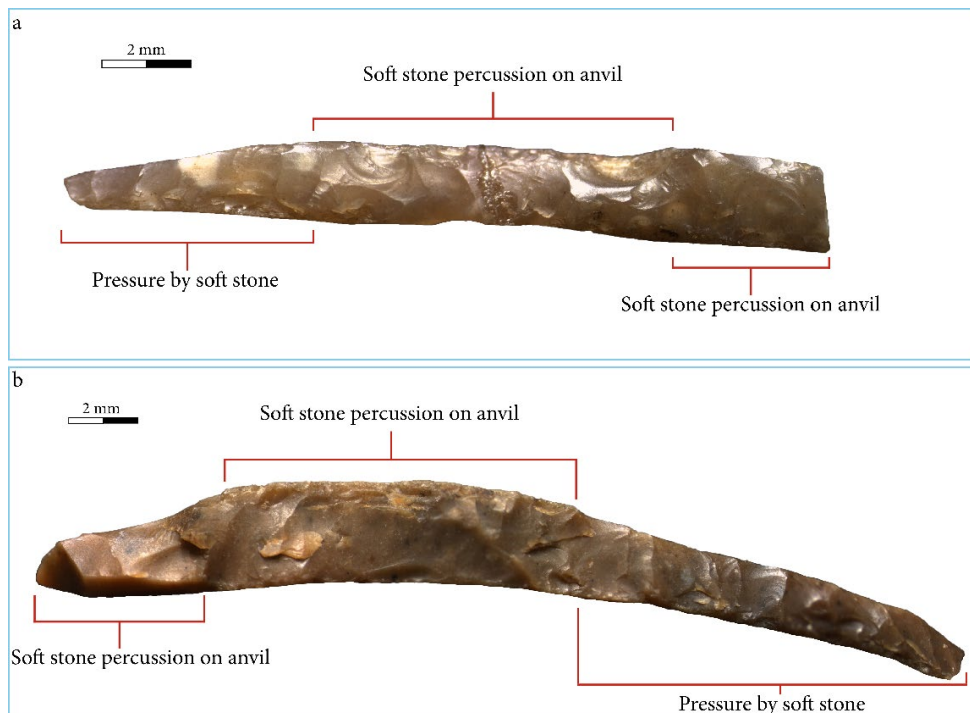 a
2 mm
Soft stone percussion on anvil
Pressure by soft stone
Soft stone percussion on anvil
b
2 mm
Soft stone percussion on anvil
Soft stone percussion on anvil
Pressure by soft stone